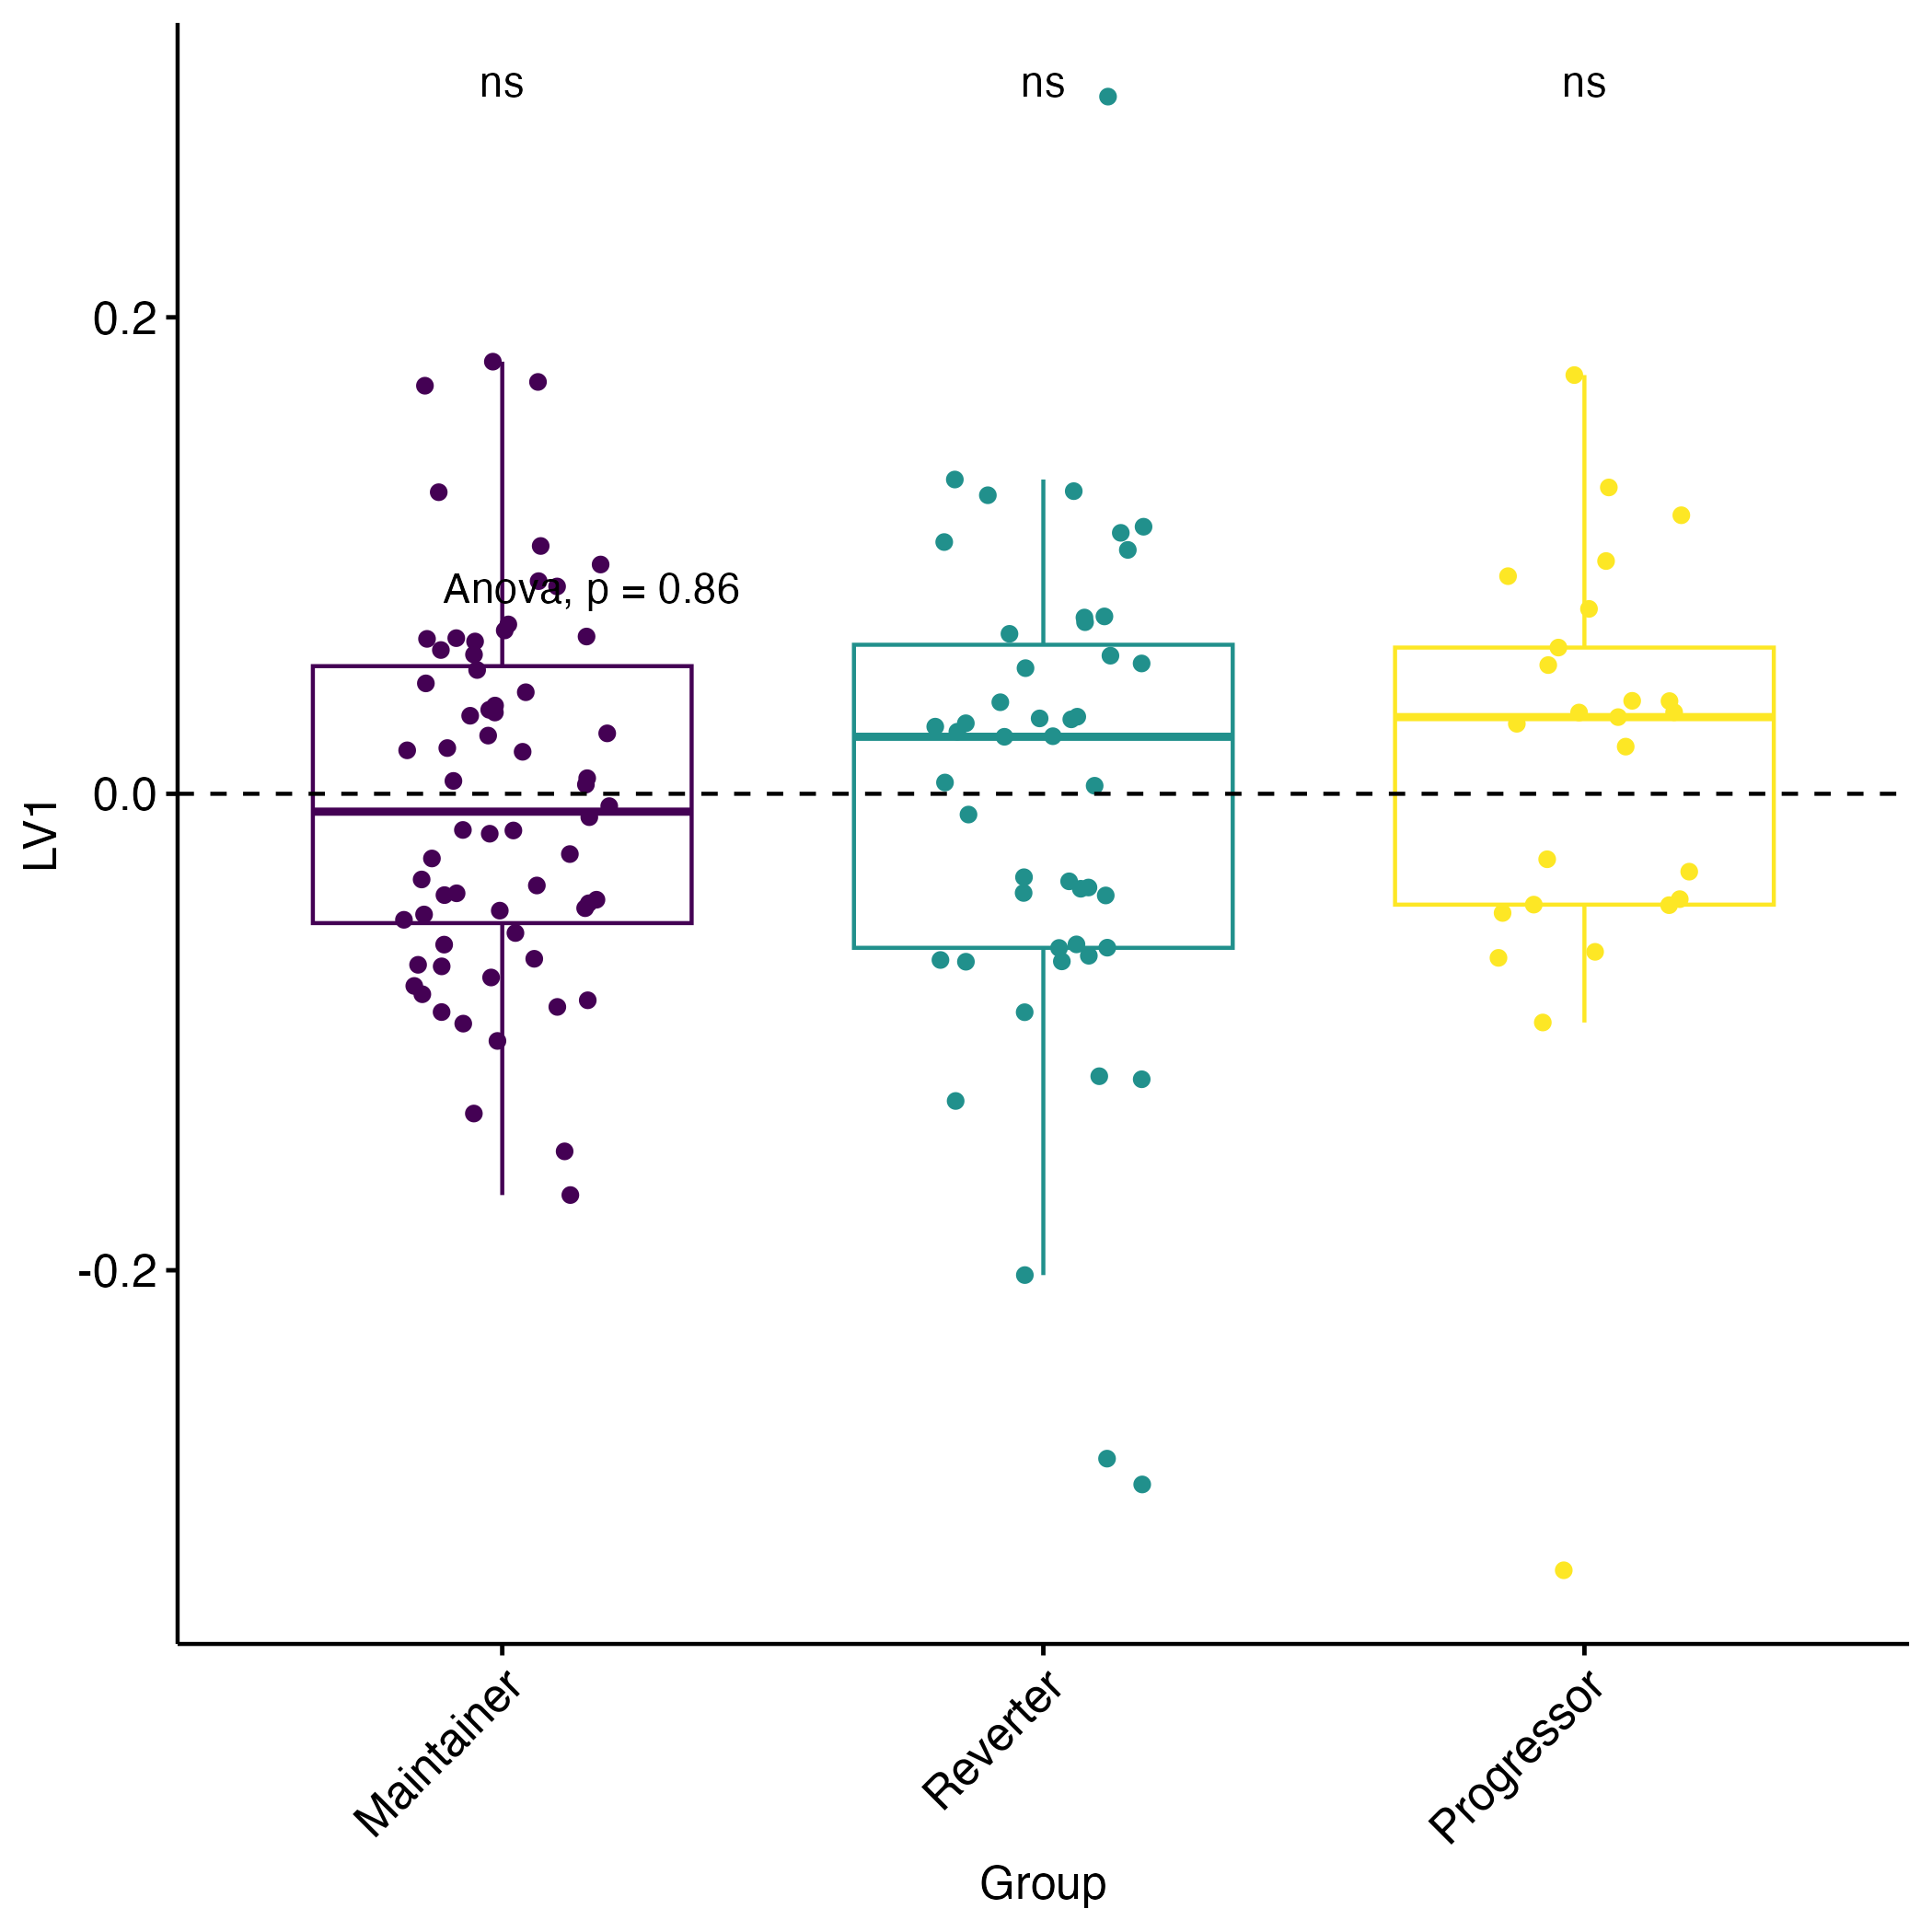 ns ns ns
0.2
Anova, p = 0.86
0.0
LV1
-0.2
Maintainer Reverter Progressor
Group